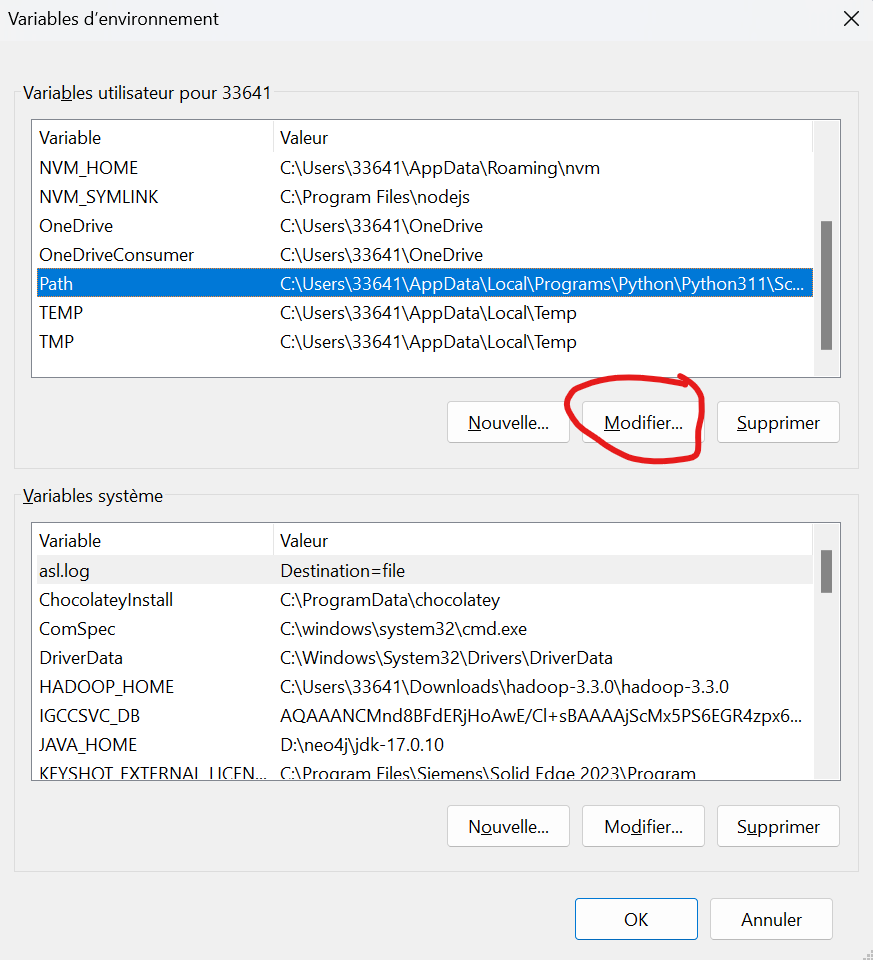 Variables d’environnement
Variables utilisateur pour 33641
Variable Valeur
NVM_HOME C:\Users\33641\AppData\Roaming\nvm
NVM_SYMLINK C:\Program Files\nodejs
OneDrive C:\Users\33641\OneDrive
OneDriveConsumer C:\Users\33641\OneDrive
Path C:\Users\33641\AppData\Local\Programs\Python\Python311\Sc...
TEMP C:\Users\33641\AppData\Local\Temp
TMP C:\Users\33641\AppData\Local\Temp
Nouvelle... Modifier... Supprimer
Variables système
Variable Valeur
asl.log Destination=file
ChocolateyInstall C:\ProgramData\chocolatey
ComSpec C:\windows\system32\cmd.exe
DriverData C:\Windows\System32\Drivers\DriverData
HADOOP_HOME C:\Users\33641\Downloads\hadoop-3.3.0\hadoop-3.3.0
IGCCSVC_DB AQAAANCMnd8BFdERjHoAwE/Cl+sBAAAAjScMx5PS6EGR4zpx6...
JAVA_HOME D:\neo4j\jdk-17.0.10
KEYSHOT_EXTERNAL_LICEN... C:\Program Files\Siemens\Solid Edge 2023\Program
Nouvelle... Modifier... Supprimer
OK Annuler